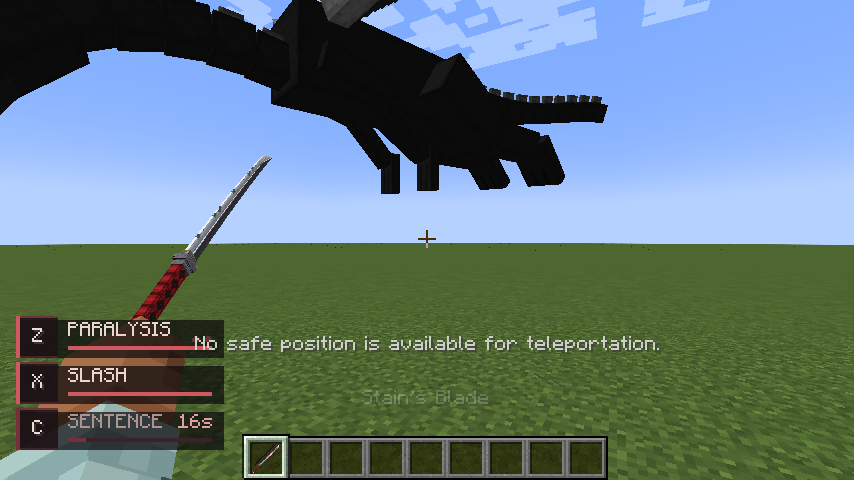 Z PARALYSIS
No safe position is available for teleportation.
X SLASH
Stain's Blade
C SENTENCE 16s